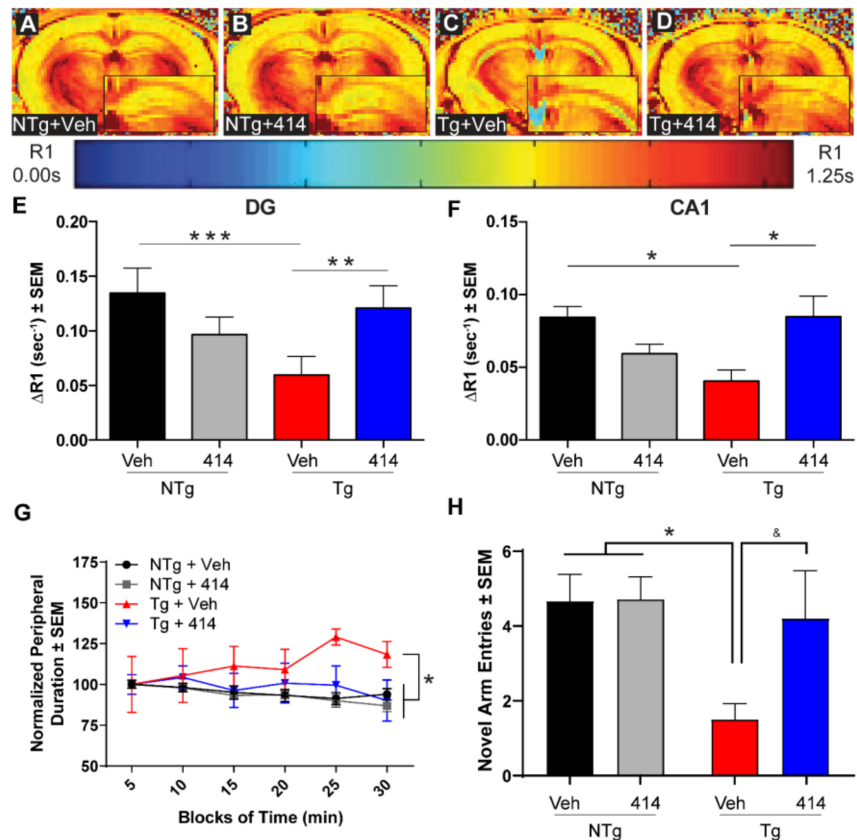 A B C D
NTg+Veh NTg+414 Tg+Veh Tg+414
R1 R1
0.00s 1.25s
E DG
ΔR1 (sec⁻¹) ± SEM
0.20
0.15
0.10
0.05
0.00
***
**
Veh 414 Veh 414
NTg Tg
F CA1
ΔR1 (sec⁻¹) ± SEM
0.15
0.10
0.05
0.00
*
*
Veh 414 Veh 414
NTg Tg
G
Normalized Peripheral
Duration ± SEM
175
150
125
100
75
50
NTg + Veh
NTg + 414
Tg + Veh
Tg + 414
*
5 10 15 20 25 30
Blocks of Time (min)
H
Novel Arm Entries ± SEM
6
4
2
0
* &
Veh 414 Veh 414
NTg Tg